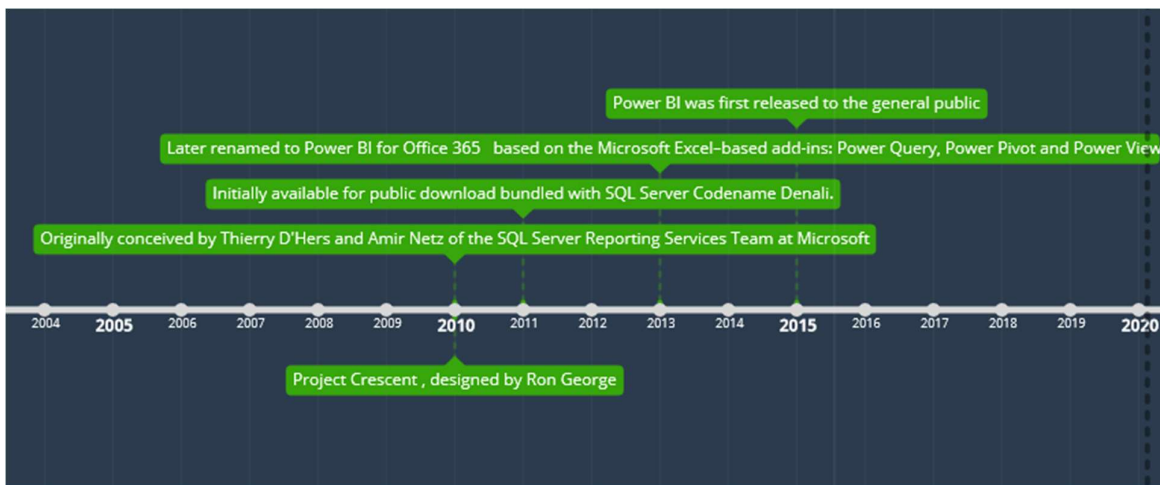 Power BI was first released to the general public
Later renamed to Power BI for Office 365 based on the Microsoft Excel–based add-ins: Power Query, Power Pivot and Power View
Initially available for public download bundled with SQL Server Codename Denali.
Originally conceived by Thierry D'Hers and Amir Netz of the SQL Server Reporting Services Team at Microsoft
2004 2005 2006 2007 2008 2009 2010 2011 2012 2013 2014 2015 2016 2017 2018 2019 2020
Project Crescent , designed by Ron George